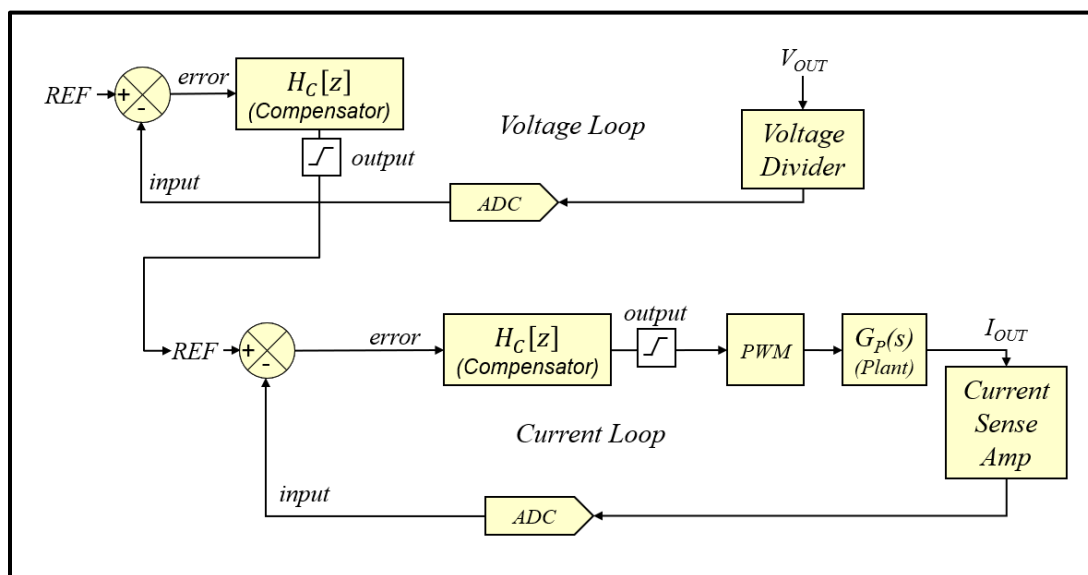 V_OUT
error
H_C[z]
(Compensator)
REF
+
-
Voltage Loop
Voltage
Divider
output
input
ADC
output
REF
+
-
error
H_C[z]
(Compensator)
PWM
G_P(s)
(Plant)
I_OUT
Current
Sense
Amp
Current Loop
input
ADC